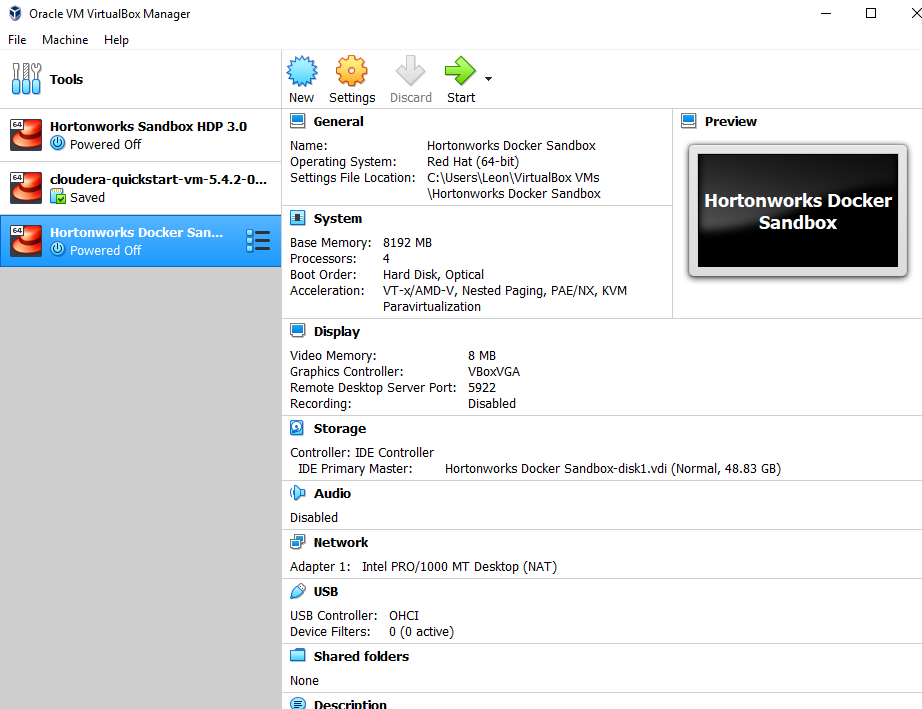 Oracle VM VirtualBox Manager
File Machine Help
Tools
New Settings Discard Start
64 Hortonworks Sandbox HDP 3.0
Powered Off
64 cloudera-quickstart-vm-5.4.2-0...
Saved
64 Hortonworks Docker San...
Powered Off
General
Name: Hortonworks Docker Sandbox
Operating System: Red Hat (64-bit)
Settings File Location: C:\Users\Leon\VirtualBox VMs
\Hortonworks Docker Sandbox
Preview
Hortonworks Docker
Sandbox
System
Base Memory: 8192 MB
Processors: 4
Boot Order: Hard Disk, Optical
Acceleration: VT-x/AMD-V, Nested Paging, PAE/NX, KVM
Paravirtualization
Display
Video Memory: 8 MB
Graphics Controller: VBoxVGA
Remote Desktop Server Port: 5922
Recording: Disabled
Storage
Controller: IDE Controller
IDE Primary Master: Hortonworks Docker Sandbox-disk1.vdi (Normal, 48.83 GB)
Audio
Disabled
Network
Adapter 1: Intel PRO/1000 MT Desktop (NAT)
USB
USB Controller: OHCI
Device Filters: 0 (0 active)
Shared folders
None
Description